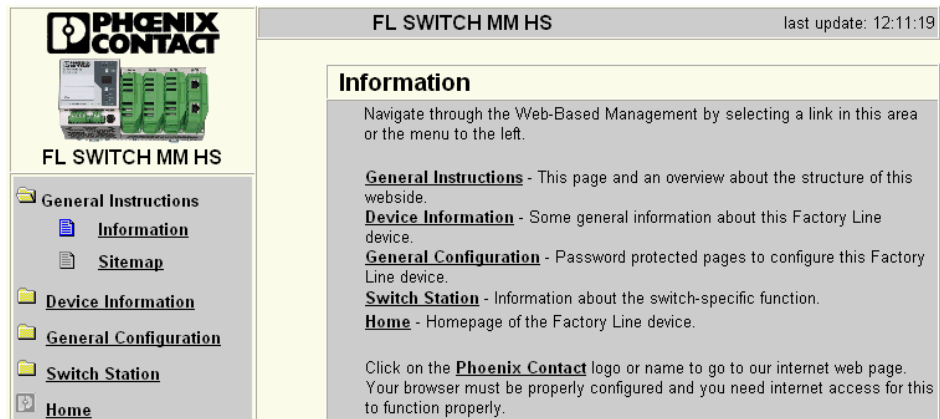 PHŒNIX
CONTACT
FL SWITCH MM HS
General Instructions
Information
Sitemap
Device Information
General Configuration
Switch Station
Home
FL SWITCH MM HS
last update: 12:11:19
Information
Navigate through the Web-Based Management by selecting a link in this area
or the menu to the left.
General Instructions - This page and an overview about the structure of this
webside.
Device Information - Some general information about this Factory Line
device.
General Configuration - Password protected pages to configure this Factory
Line device.
Switch Station - Information about the switch-specific function.
Home - Homepage of the Factory Line device.
Click on the Phoenix Contact logo or name to go to our internet web page.
Your browser must be properly configured and you need internet access for this
to function properly.